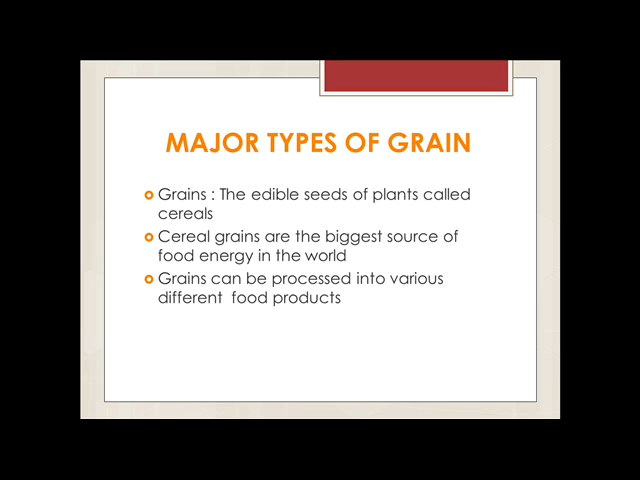 MAJOR TYPES OF GRAIN
Grains : The edible seeds of plants called
cereals
Cereal grains are the biggest source of
food energy in the world
Grains can be processed into various
different  food products